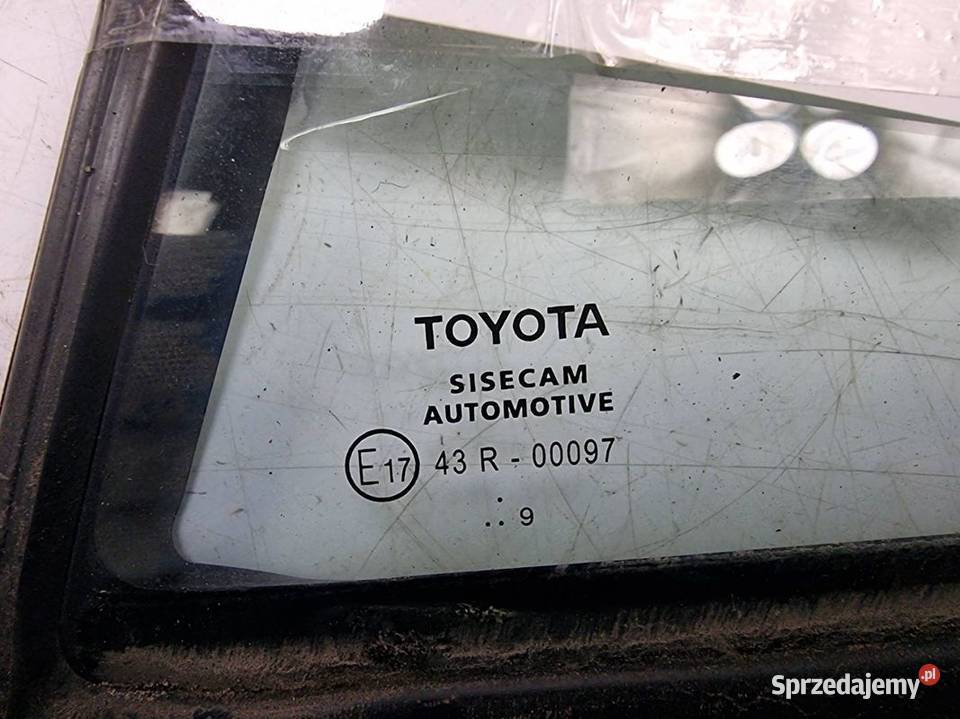 TOYOTA
SISECAM
AUTOMOTIVE
E17 43 R - 00097
. .. 9
Sprzedajemy.pl